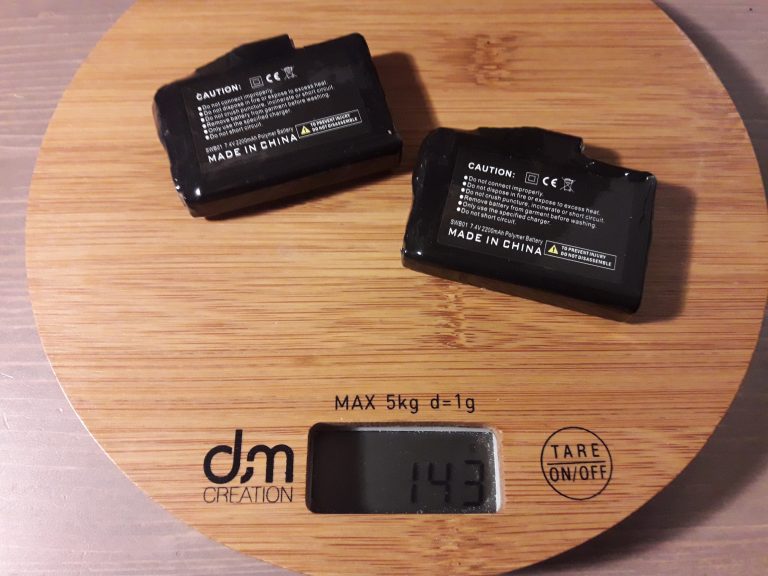 CAUTION:
CE
Do not connect improperly.
Do not dispose in fire or expose to excess heat.
Do not crush puncture, incinerate or short circuit.
Remove battery from garment before washing.
Only use the specified charger.
Do not short circuit.
SWB01 7.4V 2200mAh Polymer Battery
MADE IN CHINA
TO PREVENT INJURY
DO NOT DISASSEMBLE
CAUTION:
CE
Do not connect improperly.
Do not dispose in fire or expose to excess heat.
Do not crush puncture, incinerate or short circuit.
Remove battery from garment before washing.
Only use the specified charger.
Do not short circuit.
SWB01 7.4V 2200mAh Polymer Battery
MADE IN CHINA
TO PREVENT INJURY
DO NOT DISASSEMBLE
MAX 5kg d=1g
dm
CREATION
143
TARE
ON/OFF